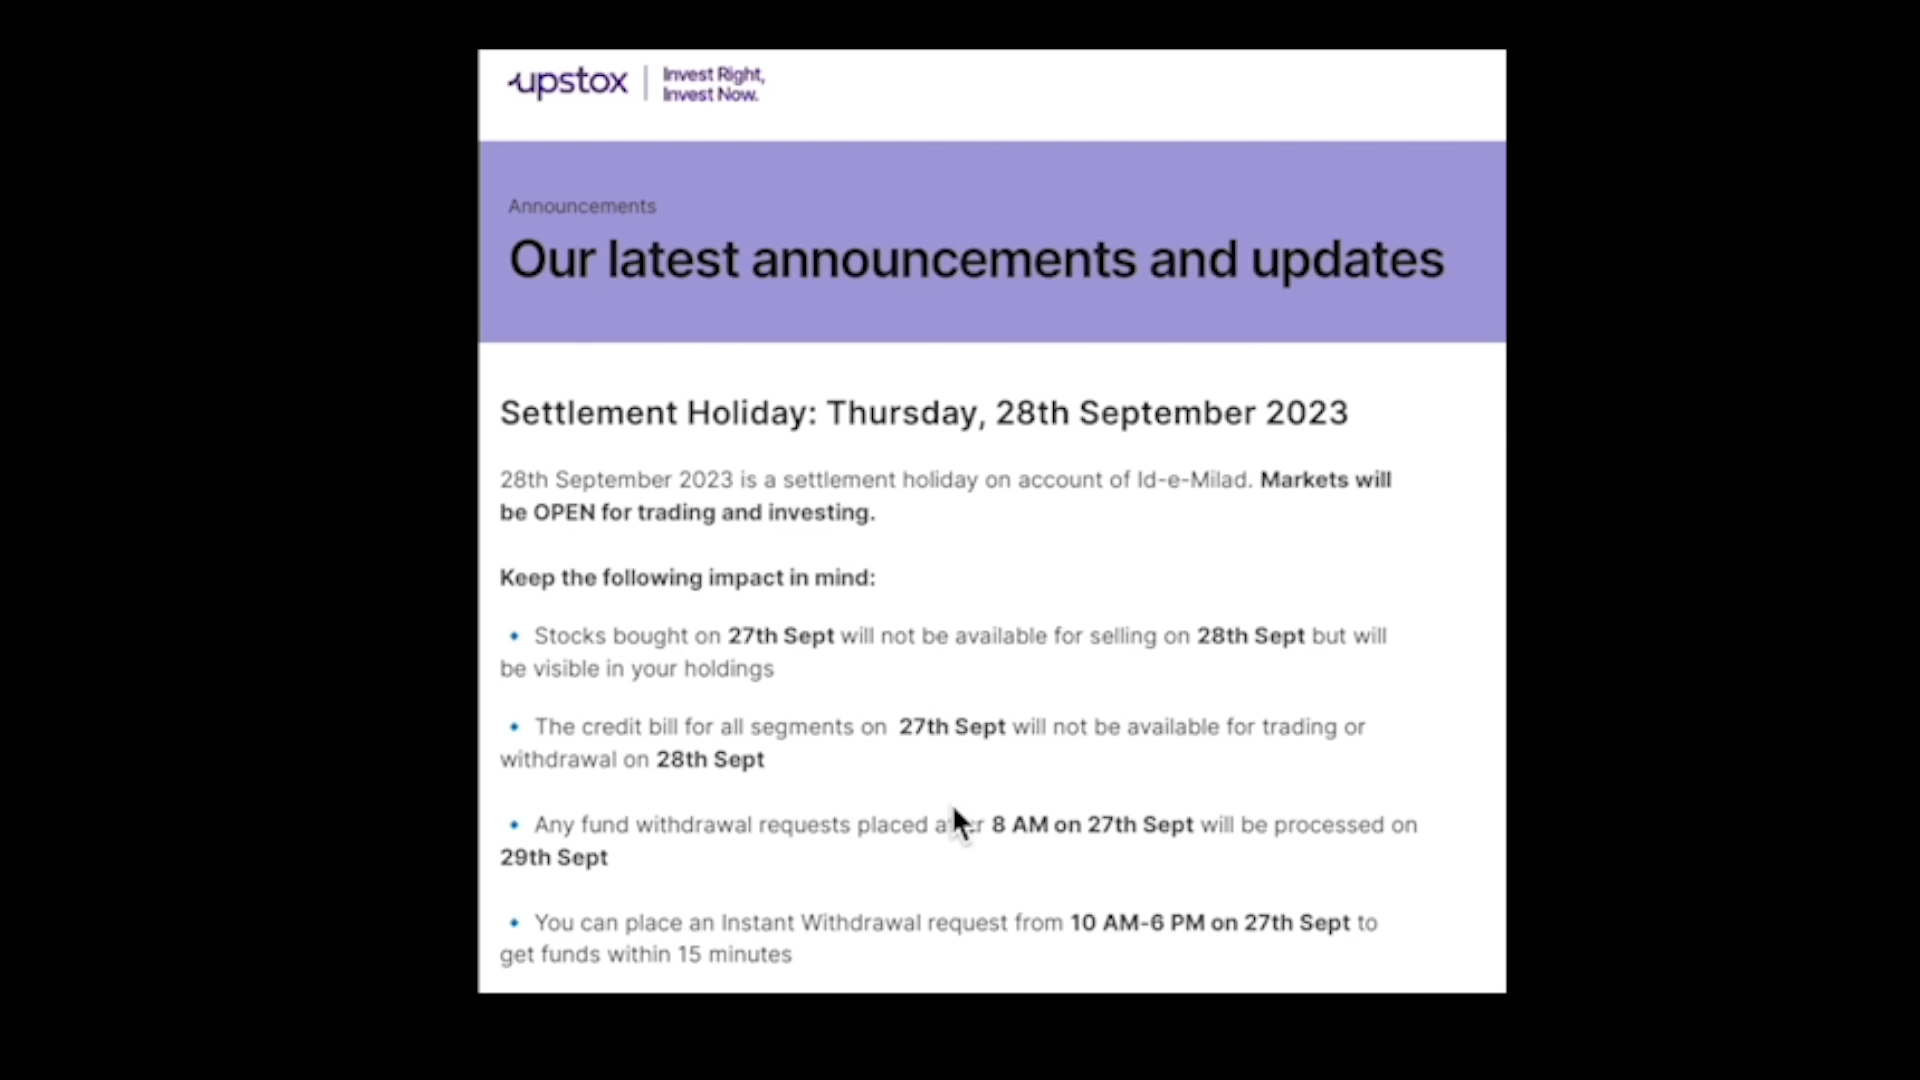 upstox
Invest Right,
Invest Now.
Announcements
Our latest announcements and updates
Settlement Holiday: Thursday, 28th September 2023
28th September 2023 is a settlement holiday on account of Id-e-Milad. Markets will
be OPEN for trading and investing.
Keep the following impact in mind:
• Stocks bought on 27th Sept will not be available for selling on 28th Sept but will
be visible in your holdings
• The credit bill for all segments on 27th Sept will not be available for trading or
withdrawal on 28th Sept
• Any fund withdrawal requests placed after 8 AM on 27th Sept will be processed on
29th Sept
• You can place an Instant Withdrawal request from 10 AM-6 PM on 27th Sept to
get funds within 15 minutes